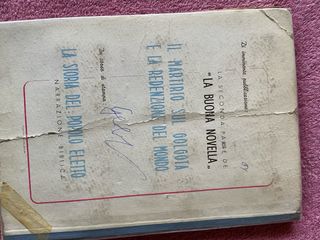 Di imminente pubblicazione:
LA SECONDA PARTE DE
"LA BUONA NOVELLA"
IL MARTIRIO SUL GOLGOTA
E LA REDENZIONE DEL MONDO
In corso di stampa:
LA STORIA DEL POPOLO ELETTO
NARRAZIONE BIBLICA